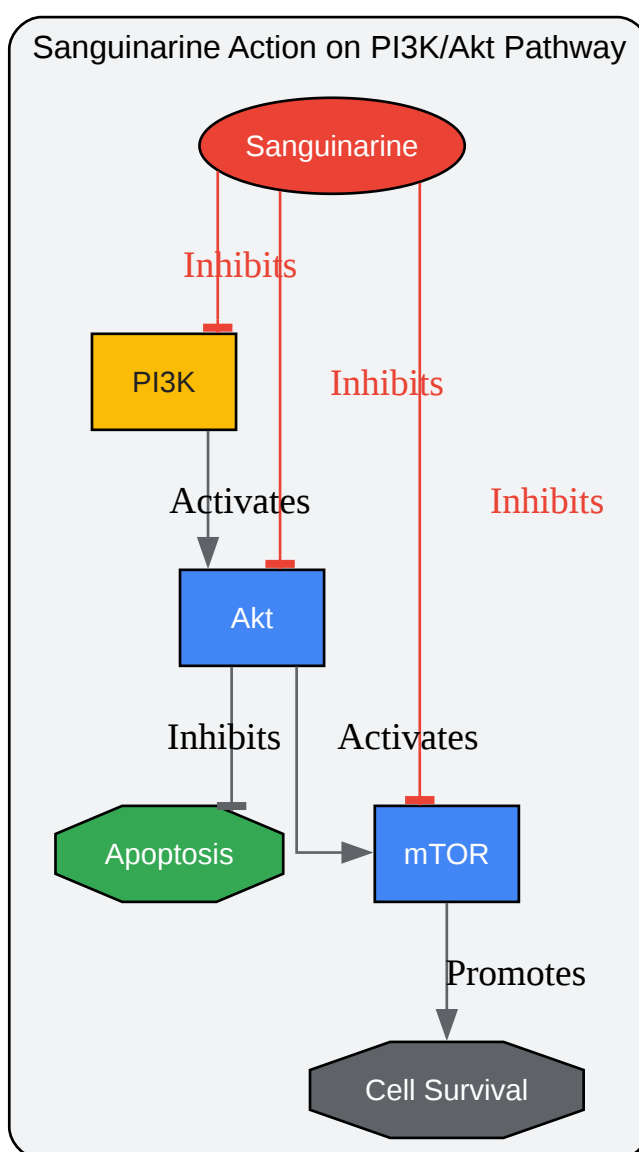 Sanguinarine Action on PI3K/Akt Pathway
Sanguinarine
Inhibits
PI3K
Inhibits
Activates
Inhibits
Akt
Inhibits
Activates
Apoptosis
mTOR
Promotes
Cell Survival